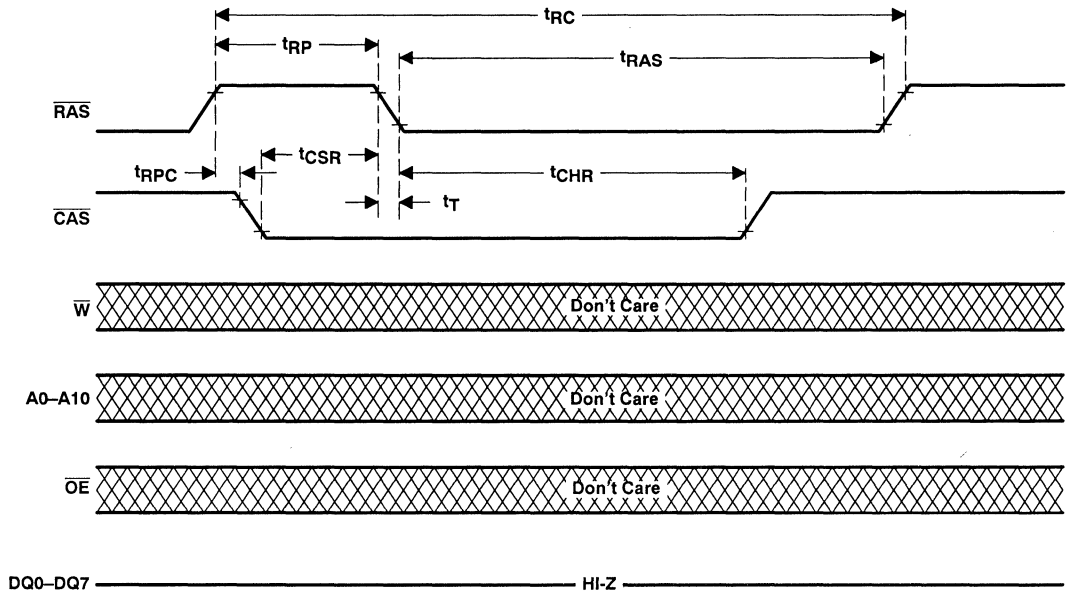 tRC
tRP
tRAS
RAS
tCSR
tRPC
tCHR
tT
CAS
W
Don't Care
A0–A10
Don't Care
OE
Don't Care
DQ0–DQ7
HI-Z